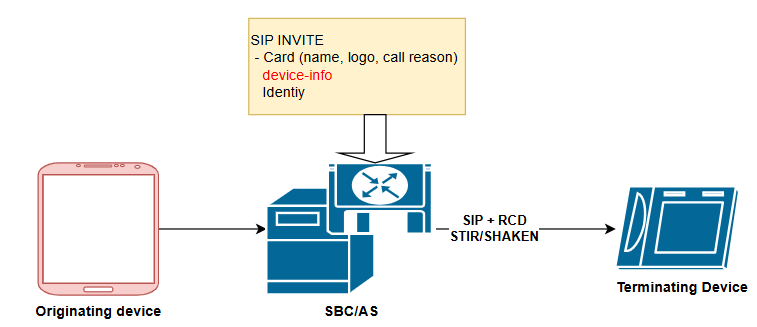 SIP INVITE
- Card (name, logo, call reason)
device-info
Identiy
SIP + RCD
STIR/SHAKEN
Originating device
SBC/AS
Terminating Device